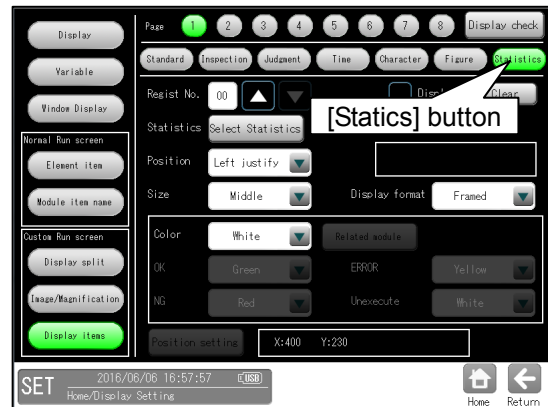 Display
Variable
Window Display
Normal Run screen
Element item
Module item name
Custom Run screen
Display split
Image/Magnification
Display items
Page 1 2 3 4 5 6 7 8 Display check
Standard Inspection Judgment Time Character Figure Statistics
Regist No. 00 Clear
[Statics] button
Statistics Select Statistics
Position Left justify
Size Middle Display format Framed
Color White Related module
OK Green ERROR Yellow
NG Red Unexecute White
Position setting X:400 Y:230
SET 2016/06/06 16:57:57 USB
Home/Display Setting
Home Return